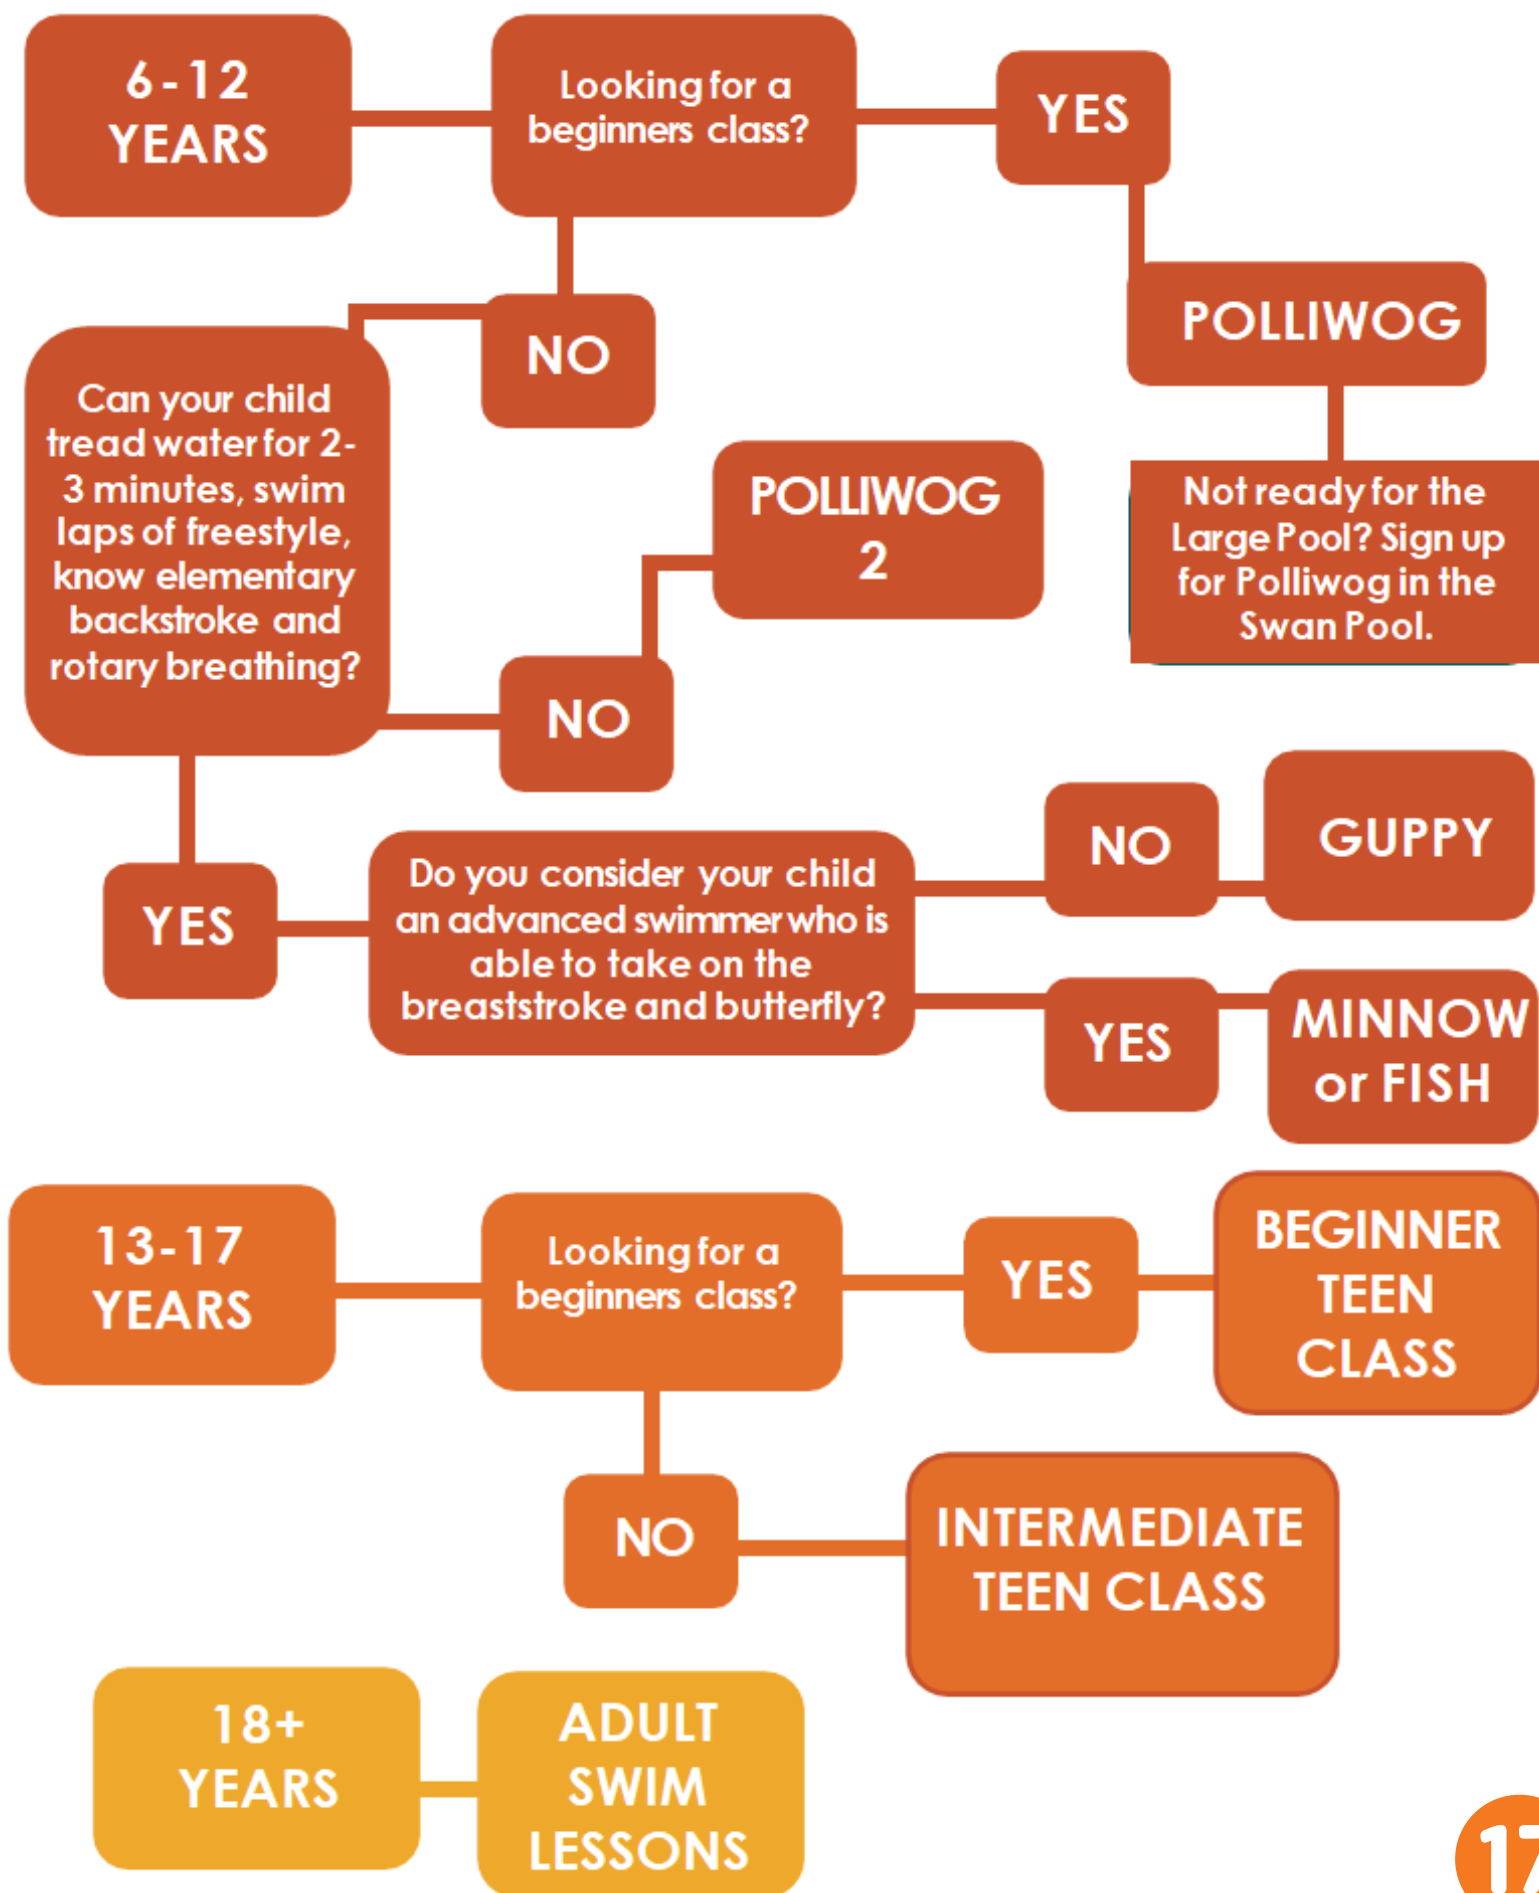 6-12
YEARS
Looking for a
beginners class?
YES
NO
POLLIWOG
Not ready for the
Large Pool? Sign up
for Polliwog in the
Swan Pool.
Can your child
tread water for 2-
3 minutes, swim
laps of freestyle,
know elementary
backstroke and
rotary breathing?
NO
POLLIWOG
2
YES
Do you consider your child
an advanced swimmer who is
able to take on the
breaststroke and butterfly?
NO
GUPPY
YES
MINNOW
or FISH
13-17
YEARS
Looking for a
beginners class?
YES
BEGINNER
TEEN
CLASS
NO
INTERMEDIATE
TEEN CLASS
18+
YEARS
ADULT
SWIM
LESSONS
17